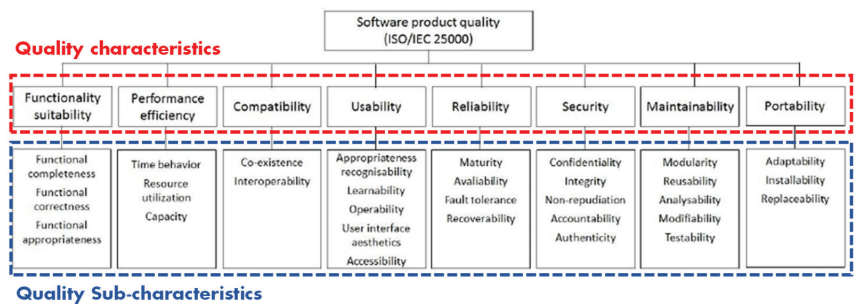 Software product quality
(ISO/IEC 25000)
Quality characteristics
Functionality
suitability
Performance
efficiency
Compatibility
Usability
Reliability
Security
Maintainability
Portability
Functional
completeness
Functional
correctness
Functional
appropriateness
Time behavior
Resource
utilization
Capacity
Co-existence
Interoperability
Appropriateness
recognisability
Learnability
Operability
User interface
aesthetics
Accessibility
Maturity
Avaliability
Fault tolerance
Recoverability
Confidentiality
Integrity
Non-repudiation
Accountability
Authenticity
Modularity
Reusability
Analysability
Modifiability
Testability
Adaptability
Installability
Replaceability
Quality Sub-characteristics